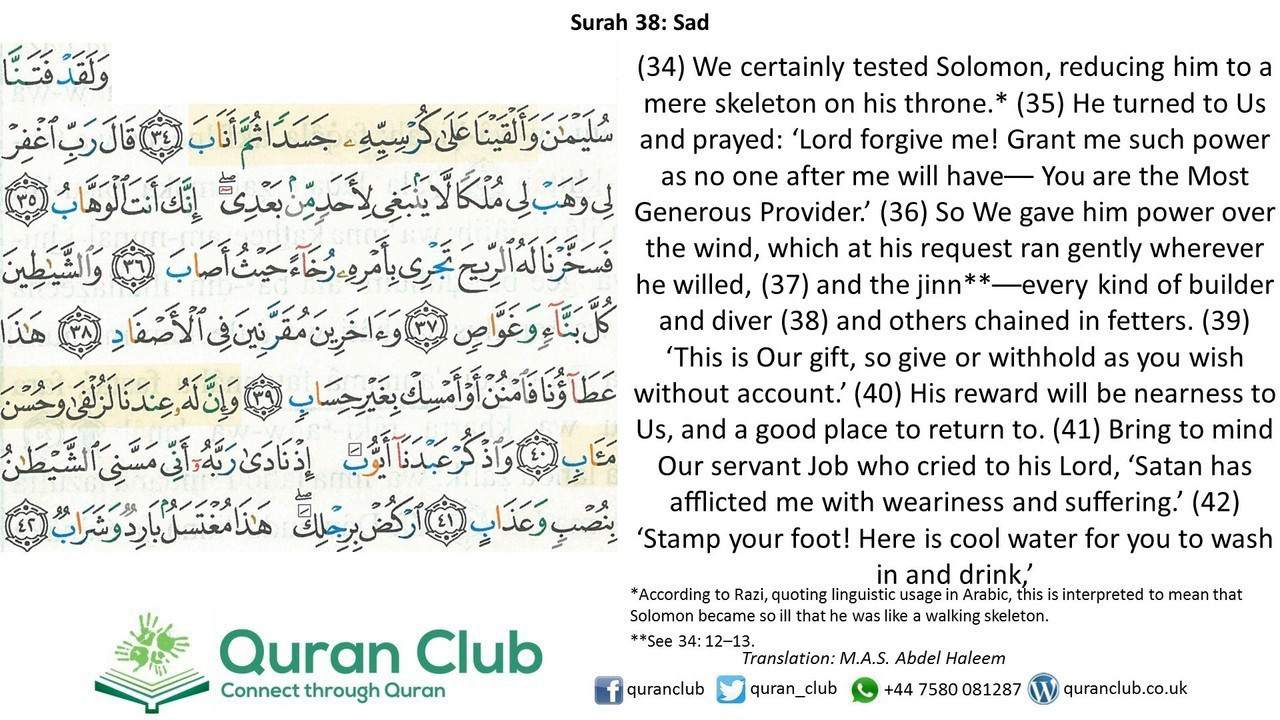 Surah 38: Sad
وَلَقَدْ فَتَنَّا
سُلَيْمَٰنَ وَأَلْقَيْنَا عَلَىٰ كُرْسِيِّهِۦ جَسَدًا ثُمَّ أَنَابَ ٣٤ قَالَ رَبِّ ٱغْفِرْ
لِى وَهَبْ لِى مُلْكًا لَّا يَنۢبَغِى لِأَحَدٍ مِّنۢ بَعْدِىٓ ۖ إِنَّكَ أَنتَ ٱلْوَهَّابُ ٣٥
فَسَخَّرْنَا لَهُ ٱلرِّيحَ تَجْرِى بِأَمْرِهِۦ رُخَآءً حَيْثُ أَصَابَ ٣٦ وَٱلشَّيَٰطِينَ
كُلَّ بَنَّآءٍ وَغَوَّاصٍ ٣٧ وَءَاخَرِينَ مُقَرَّنِينَ فِى ٱلْأَصْفَادِ ٣٨ هَٰذَا
عَطَآؤُنَا فَٱمْنُنْ أَوْ أَمْسِكْ بِغَيْرِ حِسَابٍ ٣٩ وَإِنَّ لَهُۥ عِندَنَا لَزُلْفَىٰ وَحُسْنَ
مَـَٔابٍ ٤٠ وَٱذْكُرْ عَبْدَنَآ أَيُّوبَ إِذْ نَادَىٰ رَبَّهُۥٓ أَنِّى مَسَّنِىَ ٱلشَّيْطَٰنُ
بِنُصْبٍ وَعَذَابٍ ٤١ ٱرْكُضْ بِرِجْلِكَ ۖ هَٰذَا مُغْتَسَلٌۢ بَارِدٌ وَشَرَابٌ ٤٢
(34) We certainly tested Solomon, reducing him to a
mere skeleton on his throne.* (35) He turned to Us
and prayed: ‘Lord forgive me! Grant me such power
as no one after me will have— You are the Most
Generous Provider.’ (36) So We gave him power over
the wind, which at his request ran gently wherever
he willed, (37) and the jinn**—every kind of builder
and diver (38) and others chained in fetters. (39)
‘This is Our gift, so give or withhold as you wish
without account.’ (40) His reward will be nearness to
Us, and a good place to return to. (41) Bring to mind
Our servant Job who cried to his Lord, ‘Satan has
afflicted me with weariness and suffering.’ (42)
‘Stamp your foot! Here is cool water for you to wash
in and drink,’
*According to Razi, quoting linguistic usage in Arabic, this is interpreted to mean that
Solomon became so ill that he was like a walking skeleton.
**See 34: 12–13.
Translation: M.A.S. Abdel Haleem
Quran Club
Connect through Quran
quranclub quran_club +44 7580 081287 quranclub.co.uk